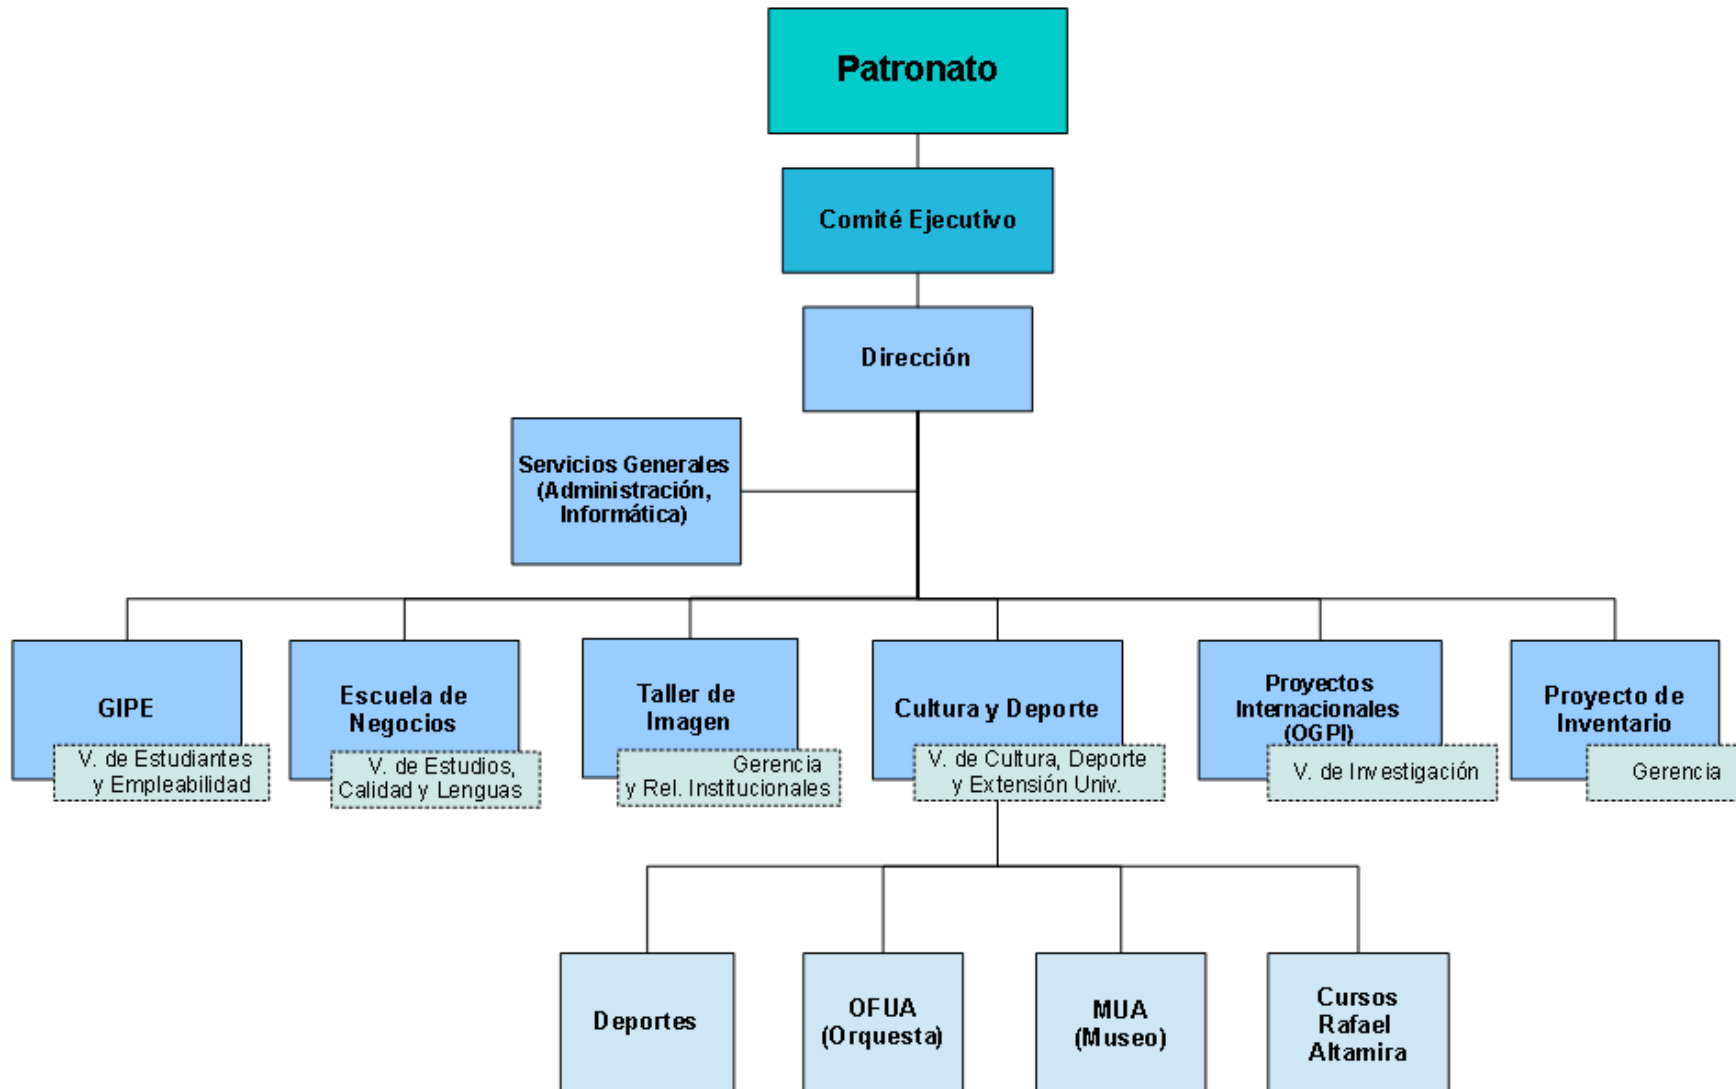 Patronato
Comité Ejecutivo
Dirección
Servicios Generales
(Administración,
Informática)
GIPE
V. de Estudiantes
y Empleabilidad
Escuela de
Negocios
V. de Estudios,
Calidad y Lenguas
Taller de
Imagen
Gerencia
y Rel. Institucionales
Cultura y Deporte
V. de Cultura, Deporte
y Extensión Univ.
Proyectos
Internacionales
(OGPI)
V. de Investigación
Proyecto de
Inventario
Gerencia
Deportes
OFUA
(Orquesta)
MUA
(Museo)
Cursos
Rafael
Altamira